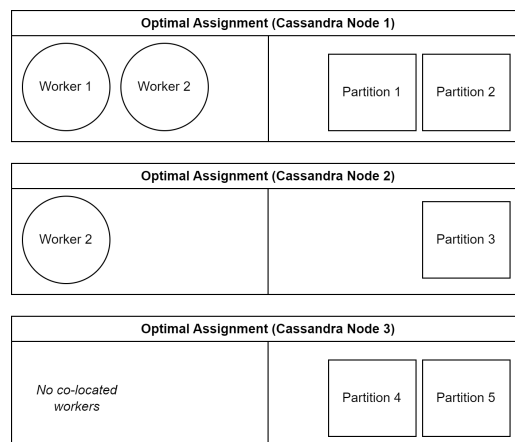 Optimal Assignment (Cassandra Node 1)
Worker 1
Worker 2
Partition 1
Partition 2
Optimal Assignment (Cassandra Node 2)
Worker 2
Partition 3
Optimal Assignment (Cassandra Node 3)
No co-located
workers
Partition 4
Partition 5